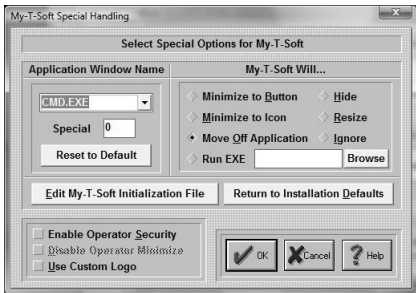 My-T-Soft Special Handling
Select Special Options for My-T-Soft
Application Window Name
My-T-Soft Will...
CMD.EXE
Special 0
Reset to Default
Minimize to Button
Hide
Minimize to Icon
Resize
Move Off Application
Ignore
Run EXE
Browse
Edit My-T-Soft Initialization File
Return to Installation Defaults
Enable Operator Security
Disable Operator Minimize
Use Custom Logo
OK
Cancel
Help